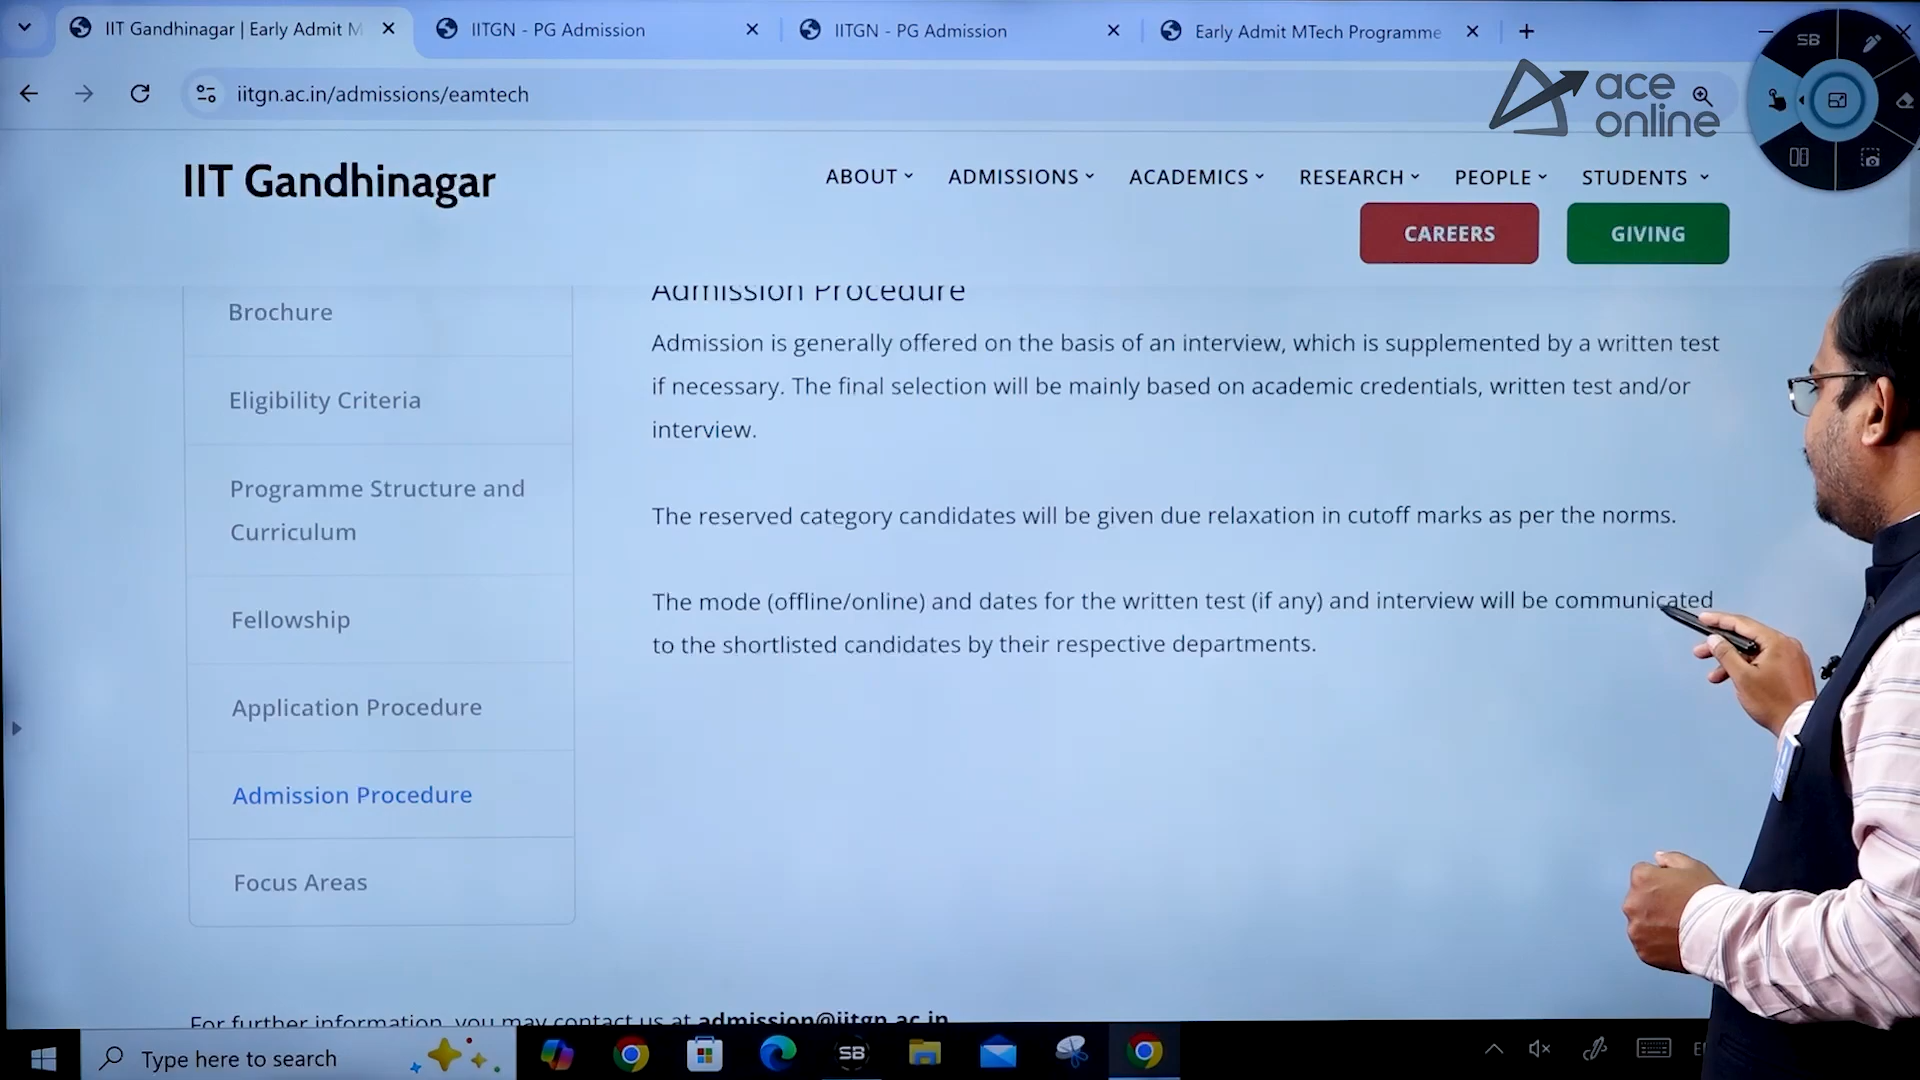 IIT Gandhinagar | Early Admit M
IITGN - PG Admission
IITGN - PG Admission
Early Admit MTech Programme
iitgn.ac.in/admissions/eamtech
ace
online
SB
IIT Gandhinagar
ABOUT
ADMISSIONS
ACADEMICS
RESEARCH
PEOPLE
STUDENTS
CAREERS
GIVING
Brochure
Eligibility Criteria
Programme Structure and
Curriculum
Fellowship
Application Procedure
Admission Procedure
Focus Areas
Admission Procedure
Admission is generally offered on the basis of an interview, which is supplemented by a written test
if necessary. The final selection will be mainly based on academic credentials, written test and/or
interview.
The reserved category candidates will be given due relaxation in cutoff marks as per the norms.
The mode (offline/online) and dates for the written test (if any) and interview will be communicated
to the shortlisted candidates by their respective departments.
For further information, you may contact us at admission@iitgn.ac.in
Type here to search
SB